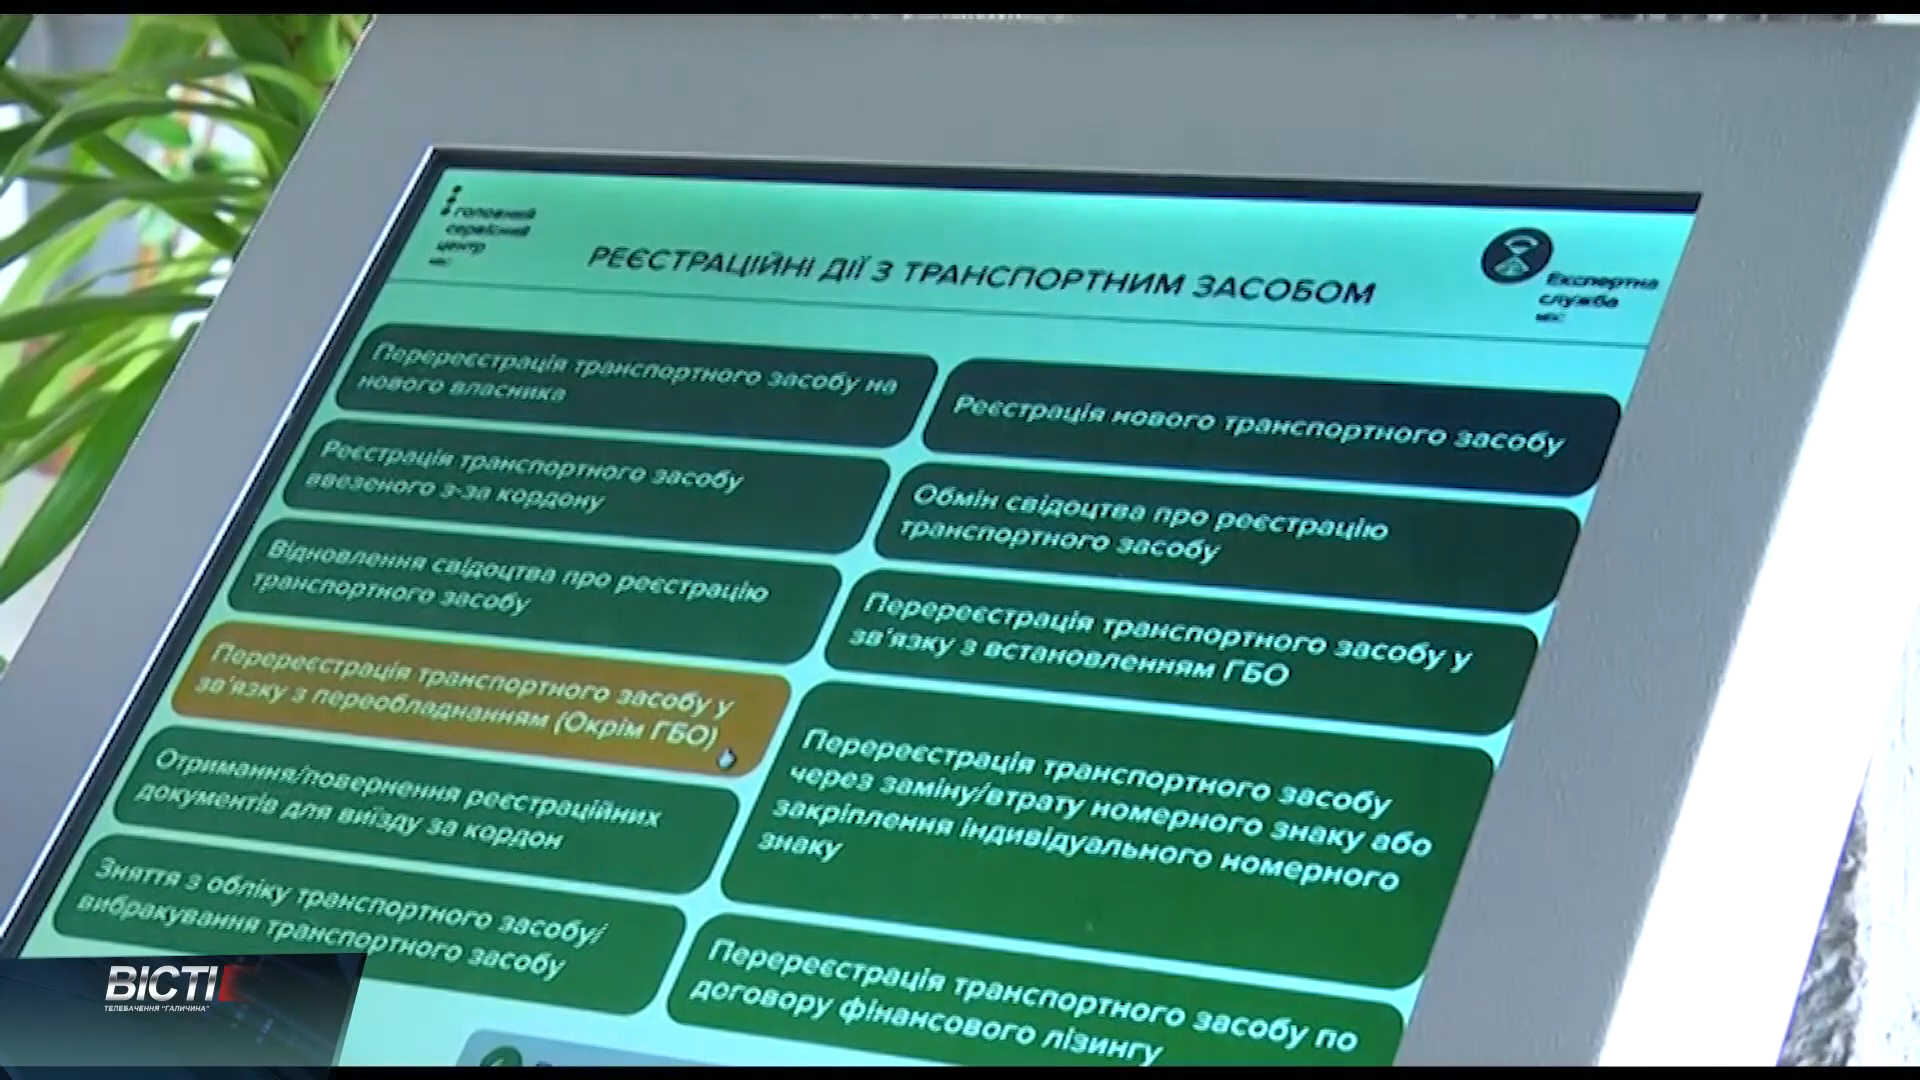 головний
сервісний
центр
МВС
РЕЄСТРАЦІЙНІ ДІЇ З ТРАНСПОРТНИМ ЗАСОБОМ
Експертна
служба
МВС
Перереєстрація транспортного засобу на
нового власника
Реєстрація нового транспортного засобу
Реєстрація транспортного засобу
ввезеного з-за кордону
Обмін свідоцтва про реєстрацію
транспортного засобу
Відновлення свідоцтва про реєстрацію
транспортного засобу
Перереєстрація транспортного засобу у
зв'язку з встановленням ГБО
Перереєстрація транспортного засобу у
зв'язку з переобладнанням (Окрім ГБО)
Перереєстрація транспортного засобу
через заміну/втрату номерного знаку або
закріплення індивідуального номерного
знаку
Отримання/повернення реєстраційних
документів для виїзду за кордон
Зняття з обліку транспортного засобу/
вибракування транспортного засобу
Перереєстрація транспортного засобу по
договору фінансового лізингу
ВІСТІ
ТЕЛЕБАЧЕННЯ "ГАЛИЧИНА"